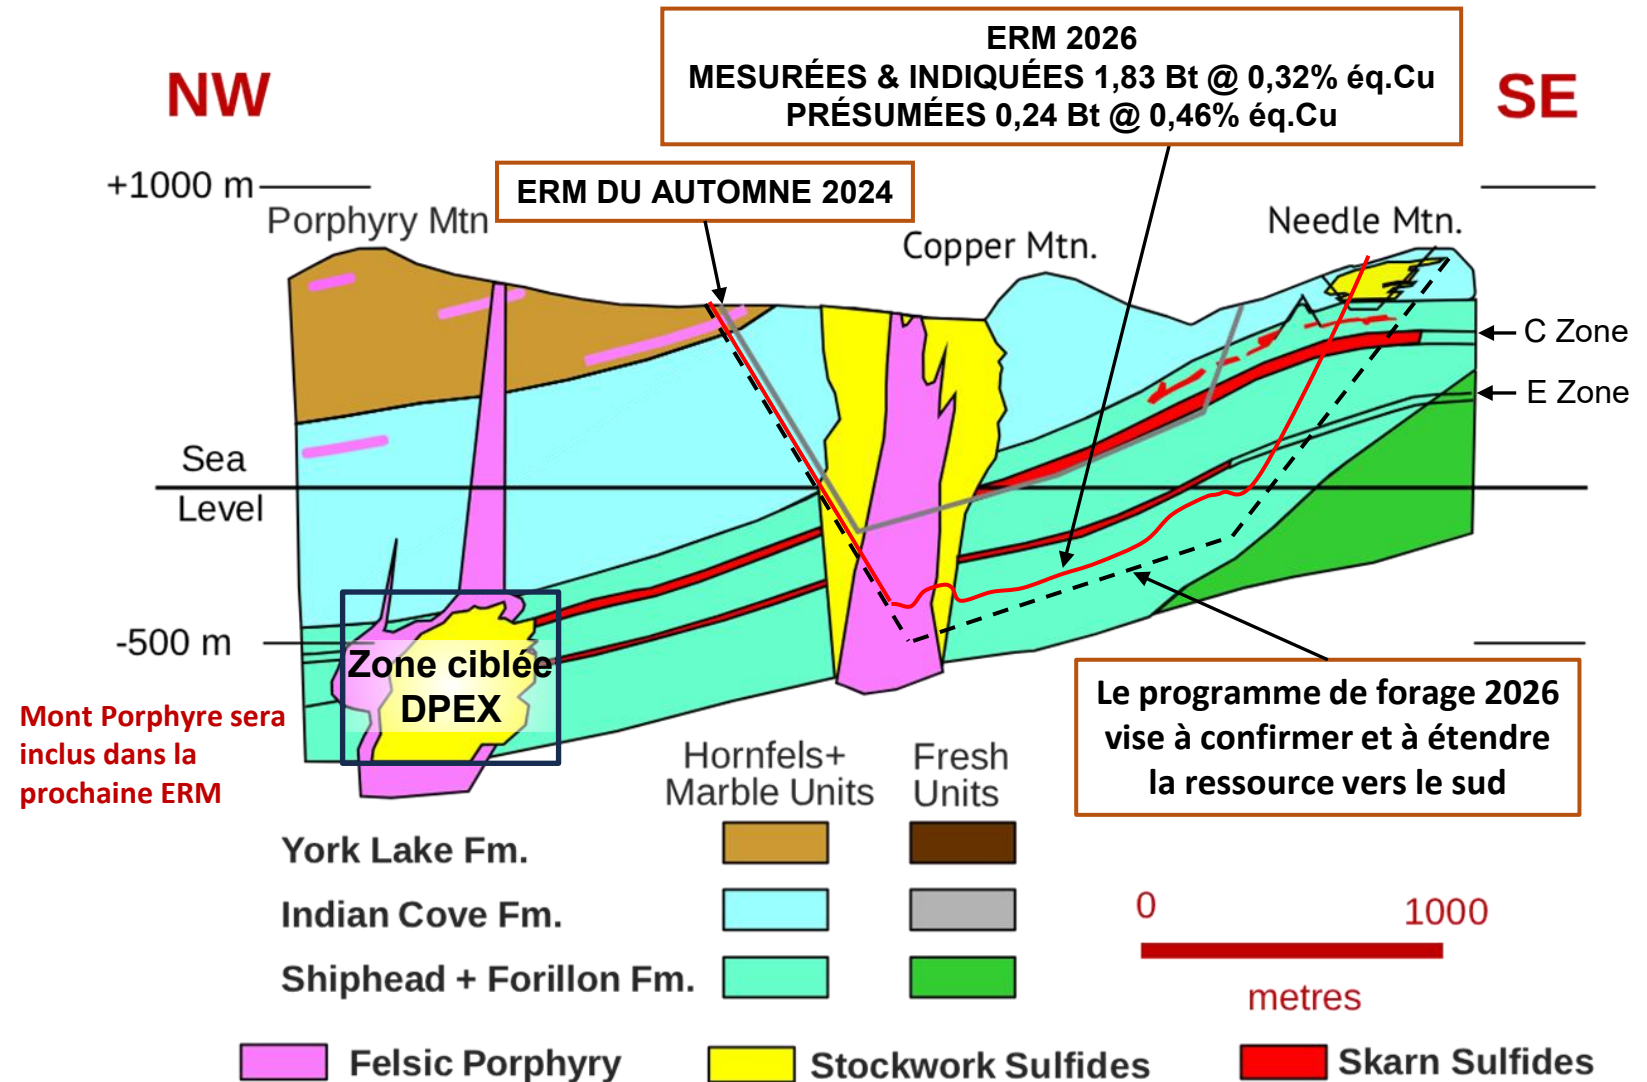 ERM 2026
MESURÉES & INDIQUÉES 1,83 Bt @ 0,32% éq.Cu
PRÉSUMÉES 0,24 Bt @ 0,46% éq.Cu
NW
SE
+1000 m
ERM DU AUTOMNE 2024
Porphyry Mtn
Copper Mtn.
Needle Mtn.
C Zone
E Zone
Sea
Level
-500 m
Zone ciblée
DPEX
Mont Porphyre sera
inclus dans la
prochaine ERM
Le programme de forage 2026
vise à confirmer et à étendre
la ressource vers le sud
Hornfels+
Marble Units
Fresh
Units
York Lake Fm.
Indian Cove Fm.
Shiphead + Forillon Fm.
0
1000
metres
Felsic Porphyry
Stockwork Sulfides
Skarn Sulfides